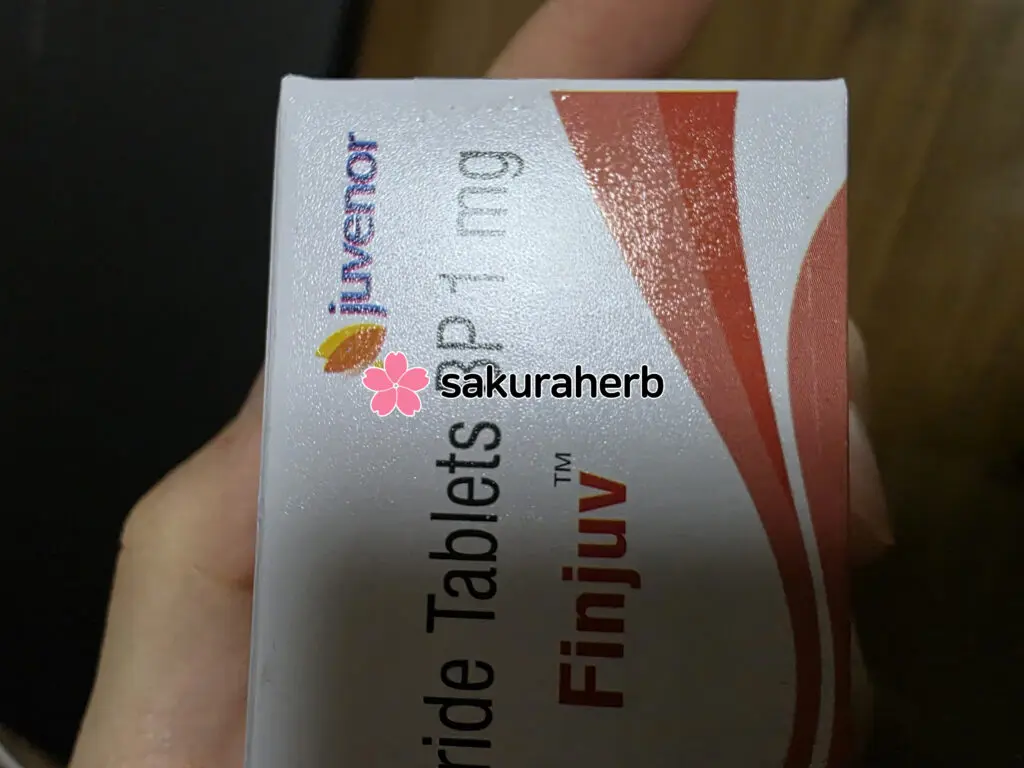 juvenor
ride Tablets BP 1 mg
Finjuv™
sakuraherb